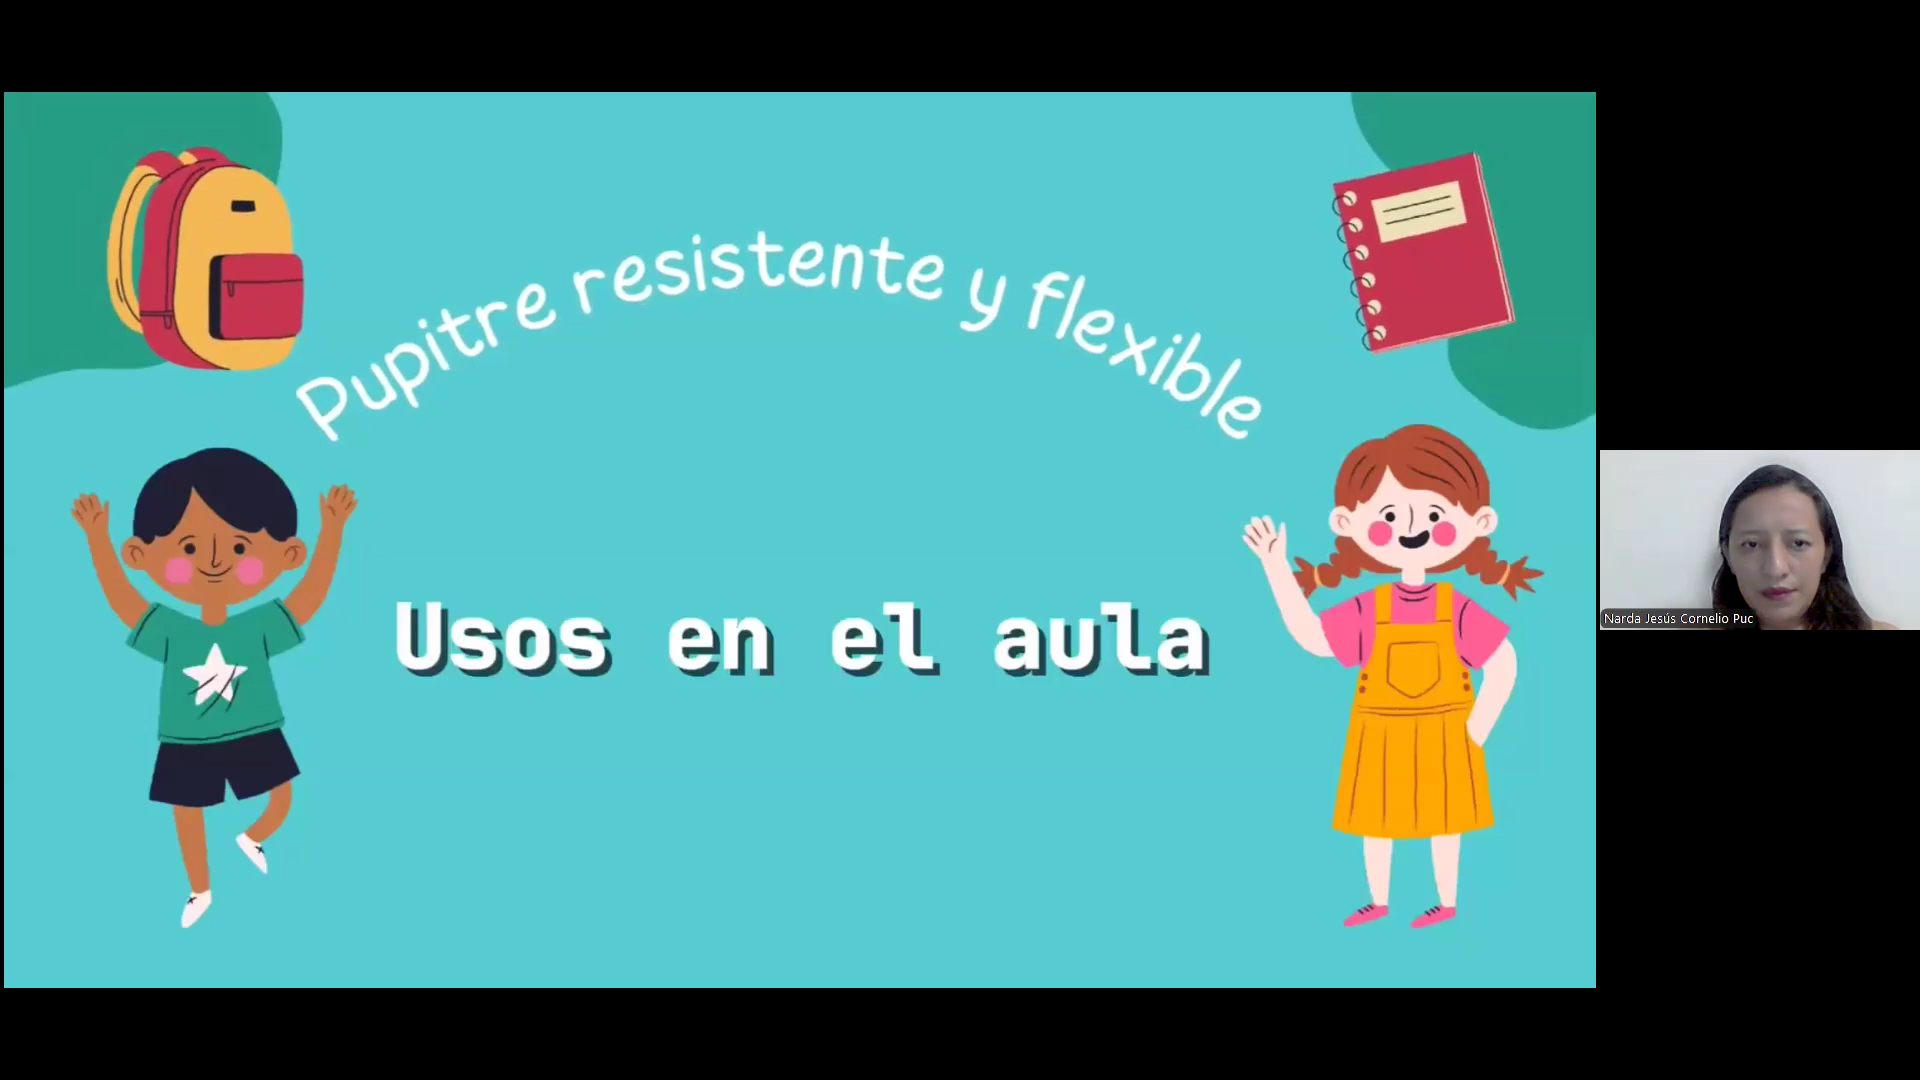 Pupitre resistente y flexible
Usos en el aula
Narda Jesús Cornelio Puc